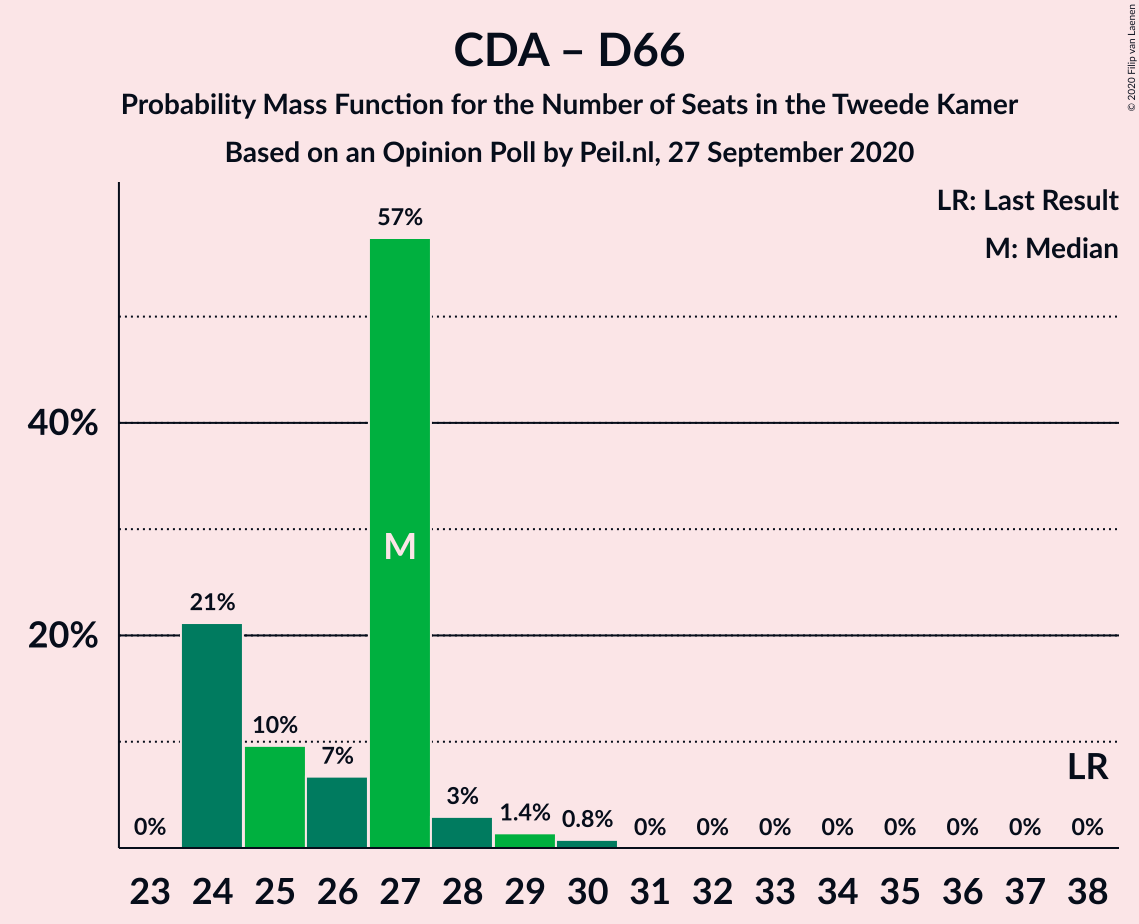 CDA – D66
Probability Mass Function for the Number of Seats in the Tweede Kamer
Based on an Opinion Poll by Peil.nl, 27 September 2020
© 2020 Filip van Laenen
LR: Last Result
M: Median
57%
40%
M
21%
20%
10%
7%
LR
3%
1.4%
0.8%
0% 0% 0% 0% 0% 0% 0% 0% 0%
23 24 25 26 27 28 29 30 31 32 33 34 35 36 37 38